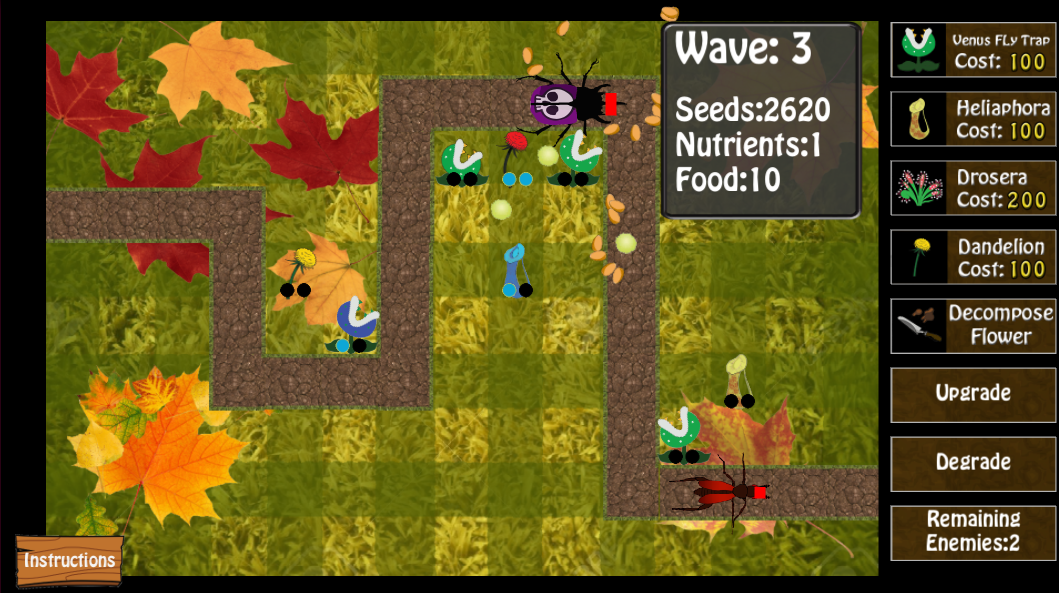 Wave: 3
Seeds:2620
Nutrients:1
Food:10
Venus FLy Trap
Cost: 100
Heliaphora
Cost: 100
Drosera
Cost: 200
Dandelion
Cost: 100
Decompose
Flower
Upgrade
Degrade
Remaining
Enemies:2
Instructions